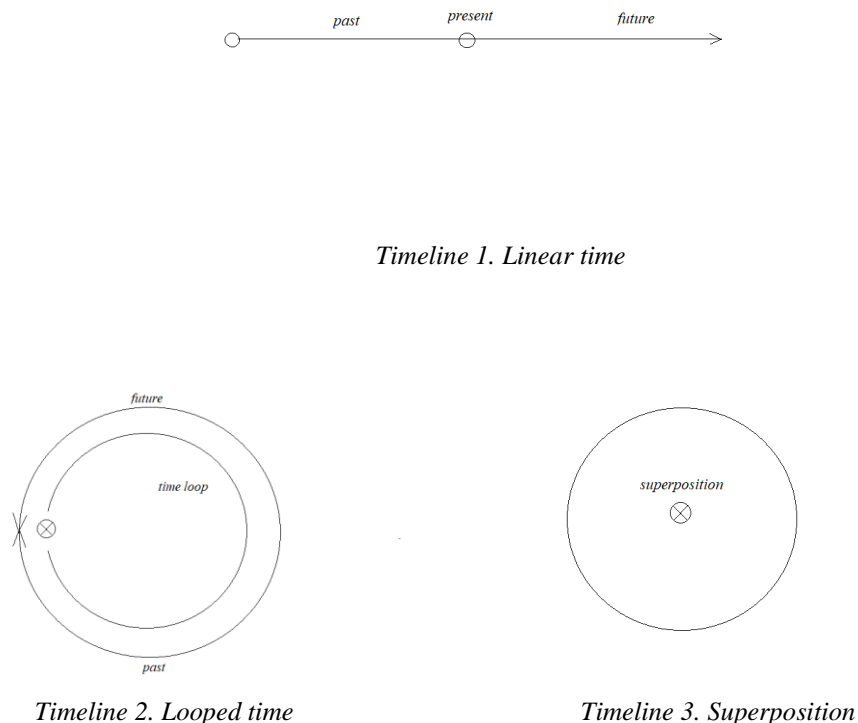 past present future
Timeline 1. Linear time
future
time loop
past
Timeline 2. Looped time
superposition
Timeline 3. Superposition